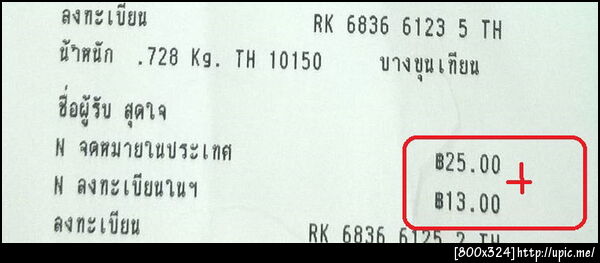 ลงทะเบียน RK 6836 6123 5 TH
น้ำหนัก .728 Kg. TH 10150 บางขุนเทียน
ชื่อผู้รับ สุดใจ
N จดหมายในประเทศ ฿25.00
+
N ลงทะเบียนในฯ ฿13.00
ลงทะเบียน RK 6836 6125 2 TH
[800x324]http://upic.me/